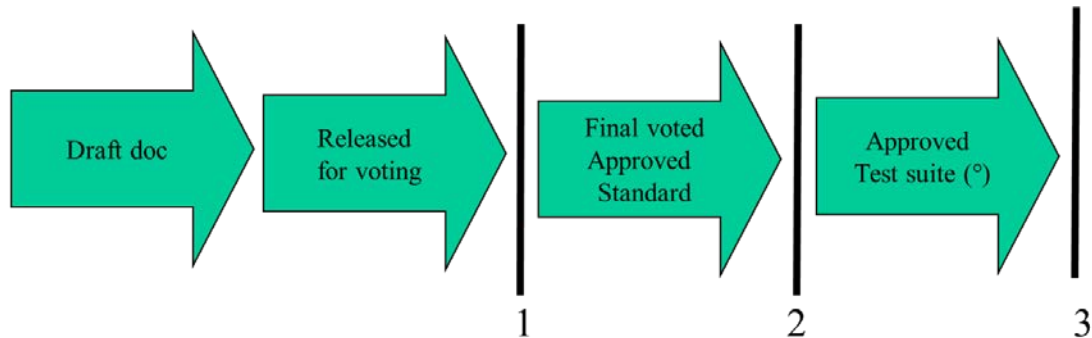 Draft doc
Released
for voting
Final voted
Approved
Standard
Approved
Test suite (°)
1
2
3